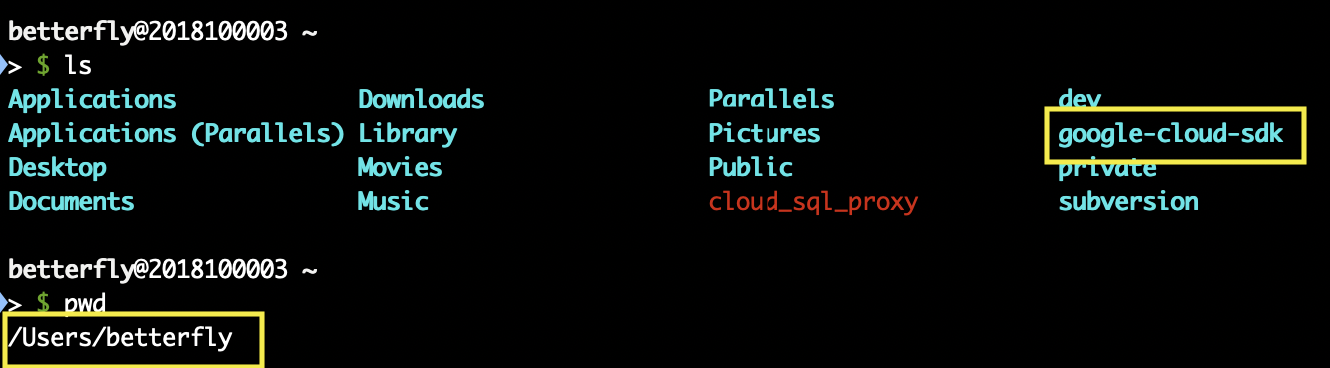 betterfly@2018100003 ~
> $ ls
Applications Downloads Parallels dev
Applications (Parallels) Library Pictures google-cloud-sdk
Desktop Movies Public private
Documents Music cloud_sql_proxy subversion
betterfly@2018100003 ~
> $ pwd
/Users/betterfly